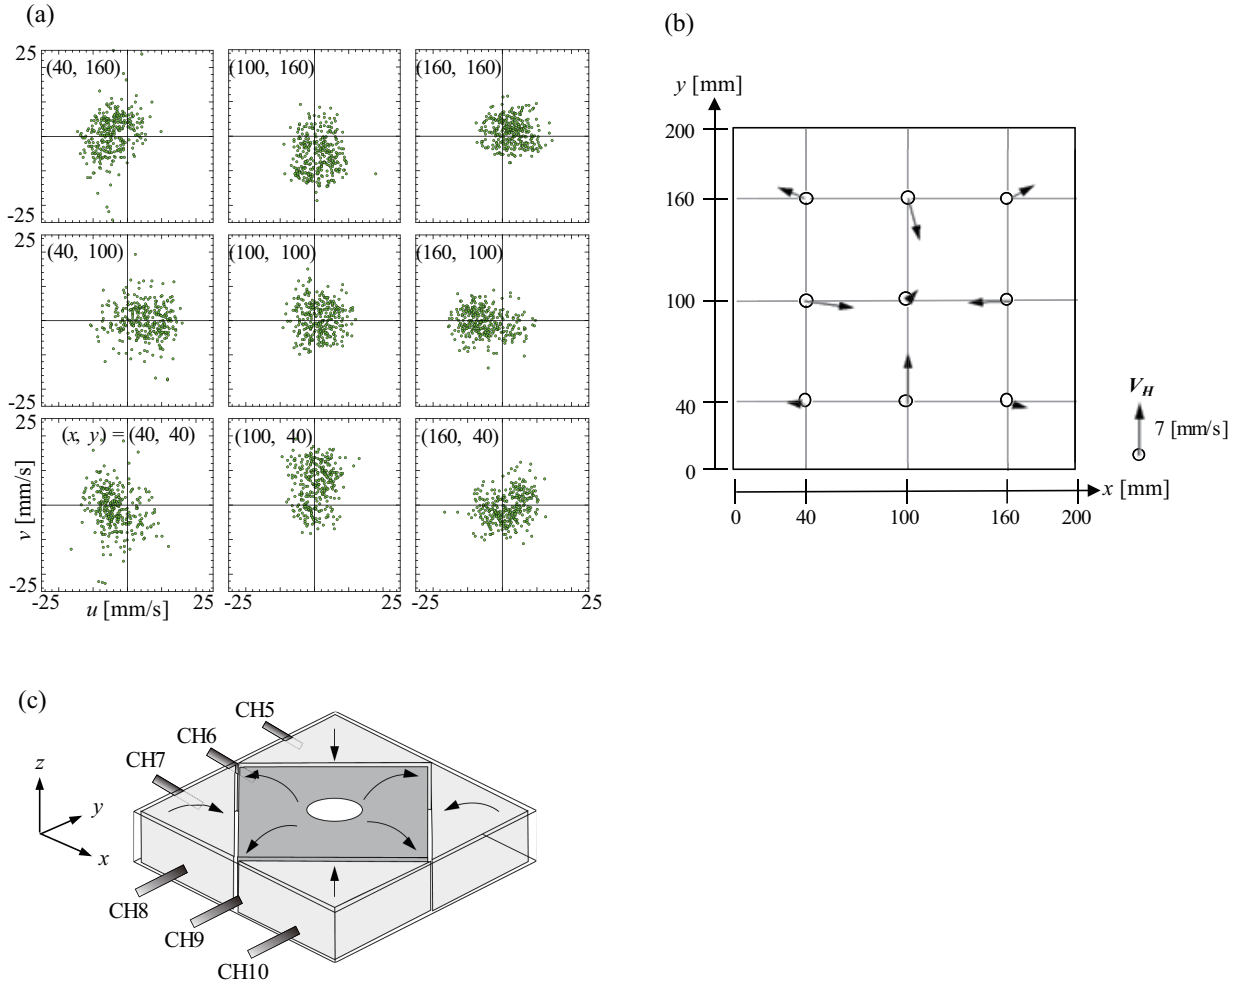 (a)
25
(40, 160)
(100, 160)
(160, 160)
-25
25
(40, 100)
(100, 100)
(160, 100)
-25
25
(x, y) = (40, 40)
(100, 40)
(160, 40)
v [mm/s]
-25
-25
25
-25
25
u [mm/s]
(b)
y [mm]
200
160
100
40
0
x [mm]
0
40
100
160
200
V_H
7 [mm/s]
(c)
CH5
CH6
CH7
z
y
x
CH8
CH9
CH10